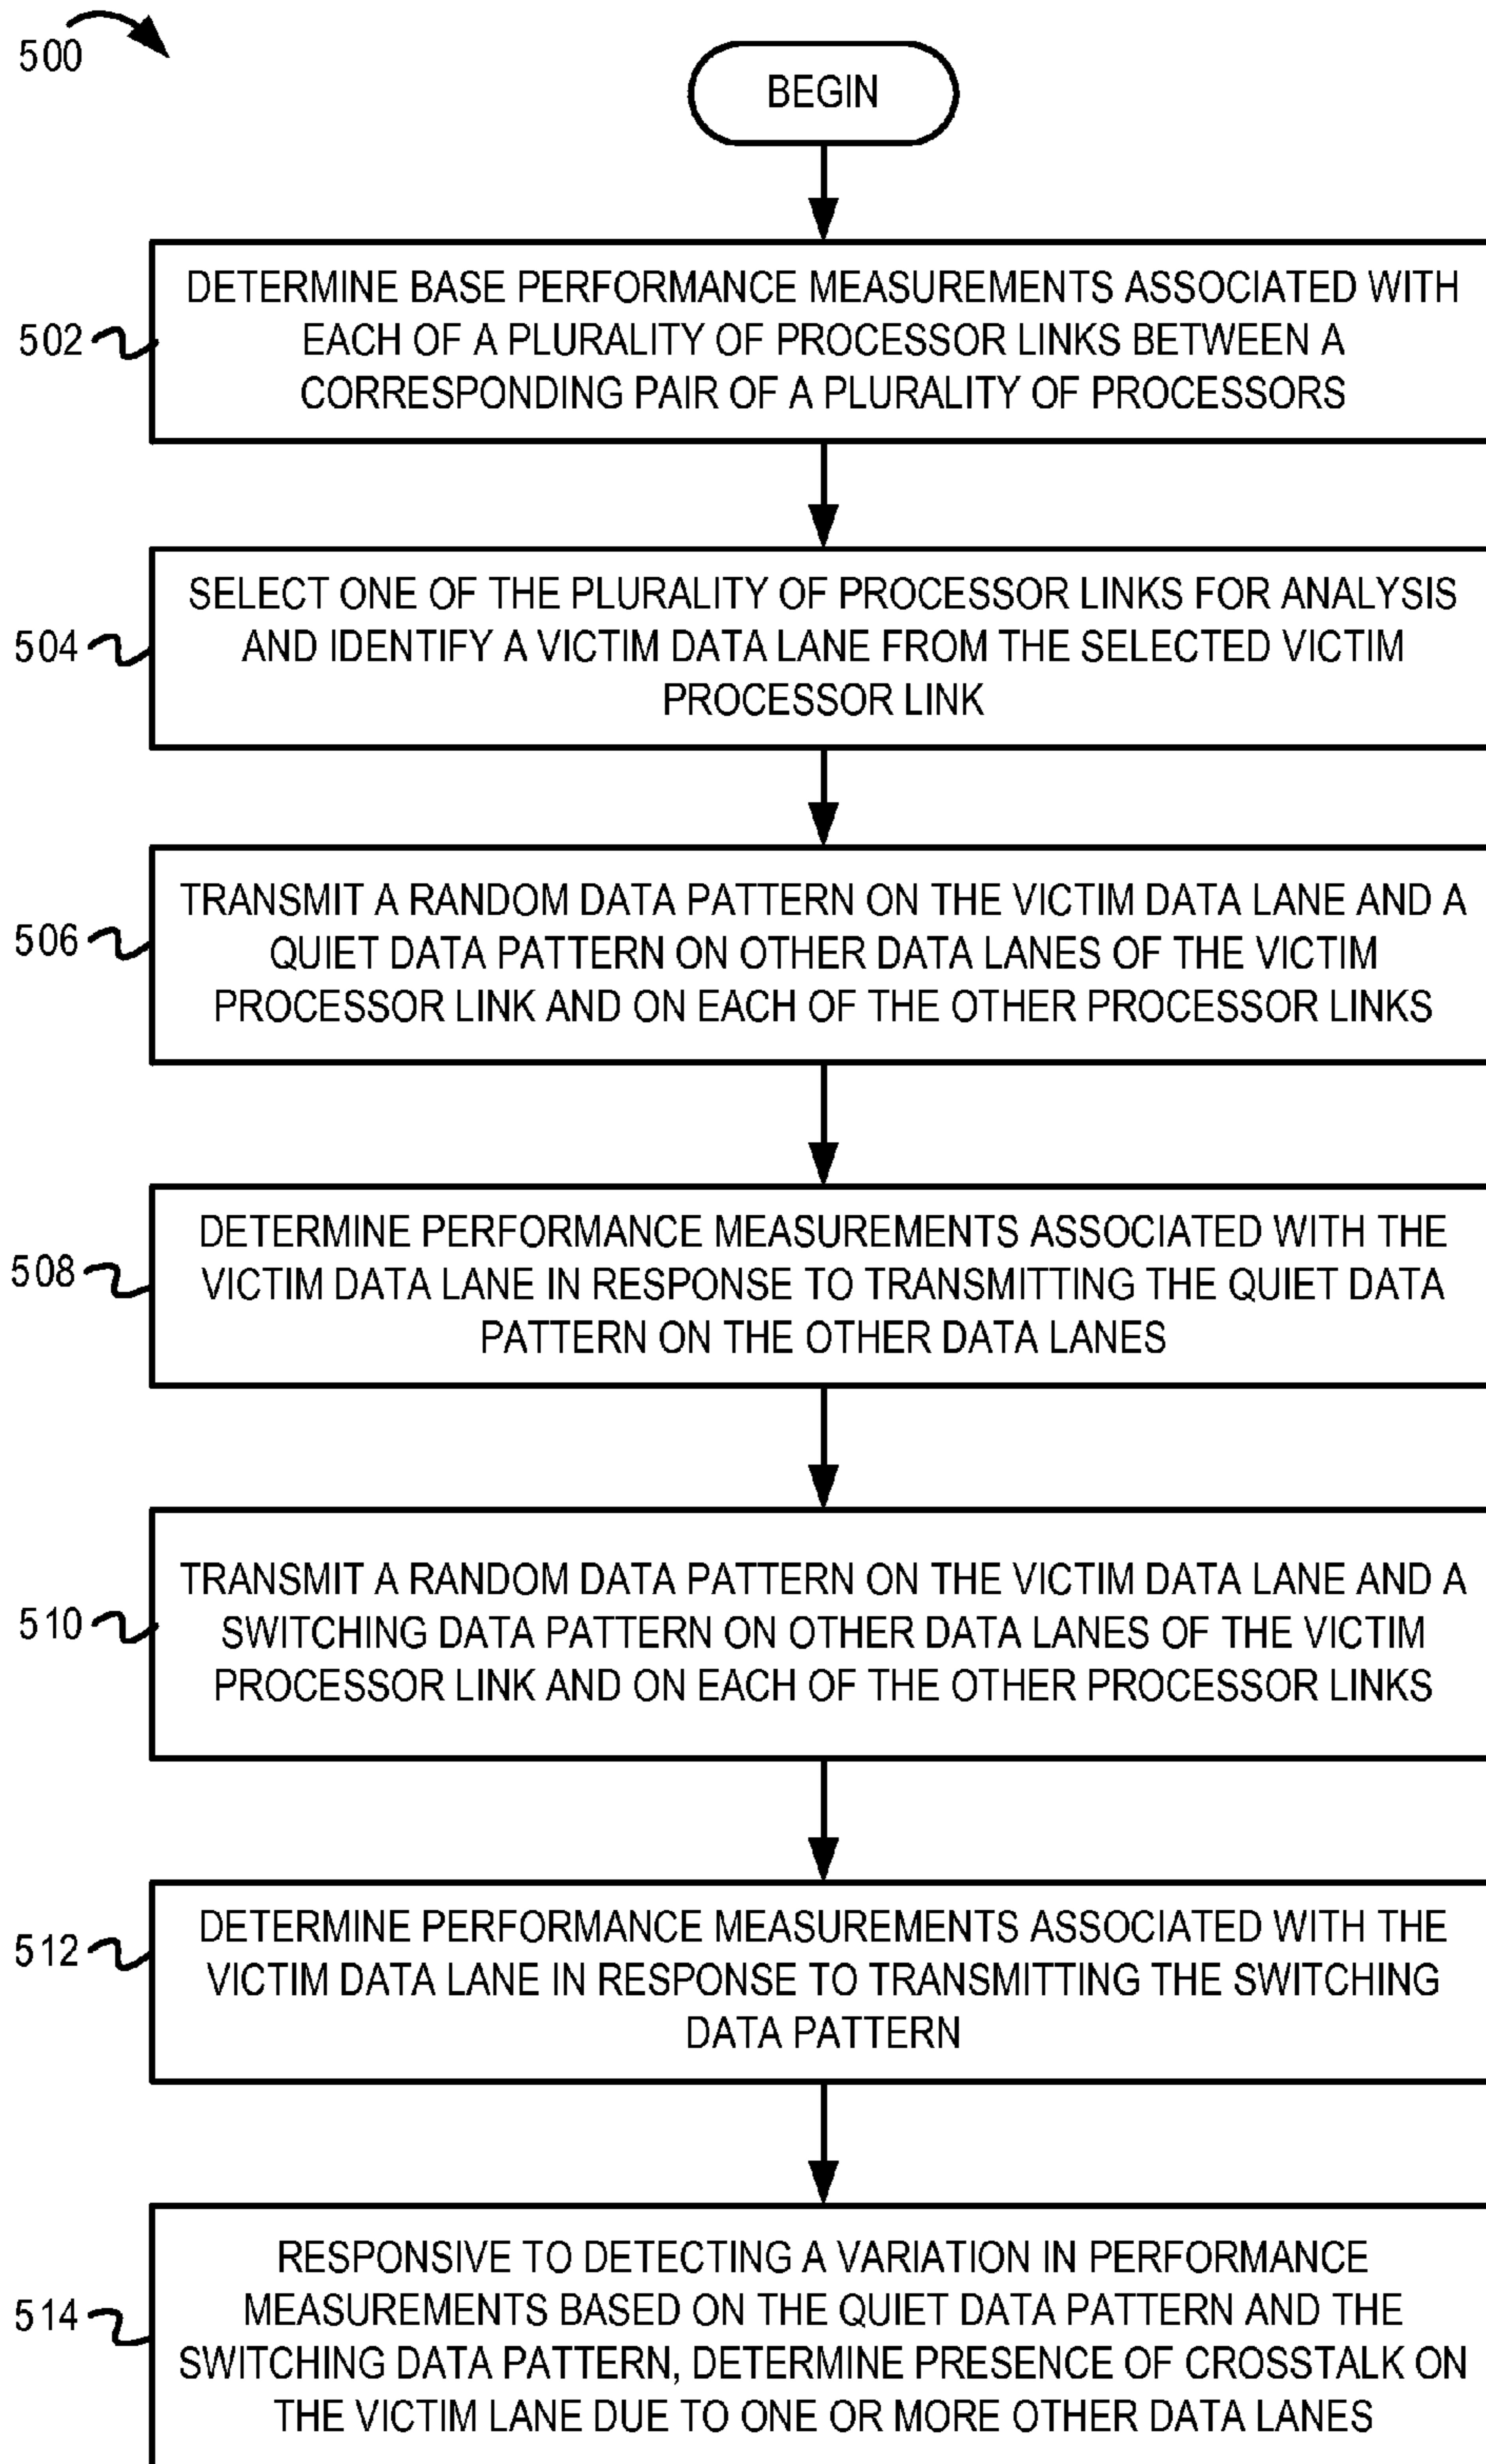 500
BEGIN
502
DETERMINE BASE PERFORMANCE MEASUREMENTS ASSOCIATED WITH
EACH OF A PLURALITY OF PROCESSOR LINKS BETWEEN A
CORRESPONDING PAIR OF A PLURALITY OF PROCESSORS
504
SELECT ONE OF THE PLURALITY OF PROCESSOR LINKS FOR ANALYSIS
AND IDENTIFY A VICTIM DATA LANE FROM THE SELECTED VICTIM
PROCESSOR LINK
506
TRANSMIT A RANDOM DATA PATTERN ON THE VICTIM DATA LANE AND A
QUIET DATA PATTERN ON OTHER DATA LANES OF THE VICTIM
PROCESSOR LINK AND ON EACH OF THE OTHER PROCESSOR LINKS
508
DETERMINE PERFORMANCE MEASUREMENTS ASSOCIATED WITH THE
VICTIM DATA LANE IN RESPONSE TO TRANSMITTING THE QUIET DATA
PATTERN ON THE OTHER DATA LANES
510
TRANSMIT A RANDOM DATA PATTERN ON THE VICTIM DATA LANE AND A
SWITCHING DATA PATTERN ON OTHER DATA LANES OF THE VICTIM
PROCESSOR LINK AND ON EACH OF THE OTHER PROCESSOR LINKS
512
DETERMINE PERFORMANCE MEASUREMENTS ASSOCIATED WITH THE
VICTIM DATA LANE IN RESPONSE TO TRANSMITTING THE SWITCHING
DATA PATTERN
514
RESPONSIVE TO DETECTING A VARIATION IN PERFORMANCE
MEASUREMENTS BASED ON THE QUIET DATA PATTERN AND THE
SWITCHING DATA PATTERN, DETERMINE PRESENCE OF CROSSTALK ON
THE VICTIM LANE DUE TO ONE OR MORE OTHER DATA LANES